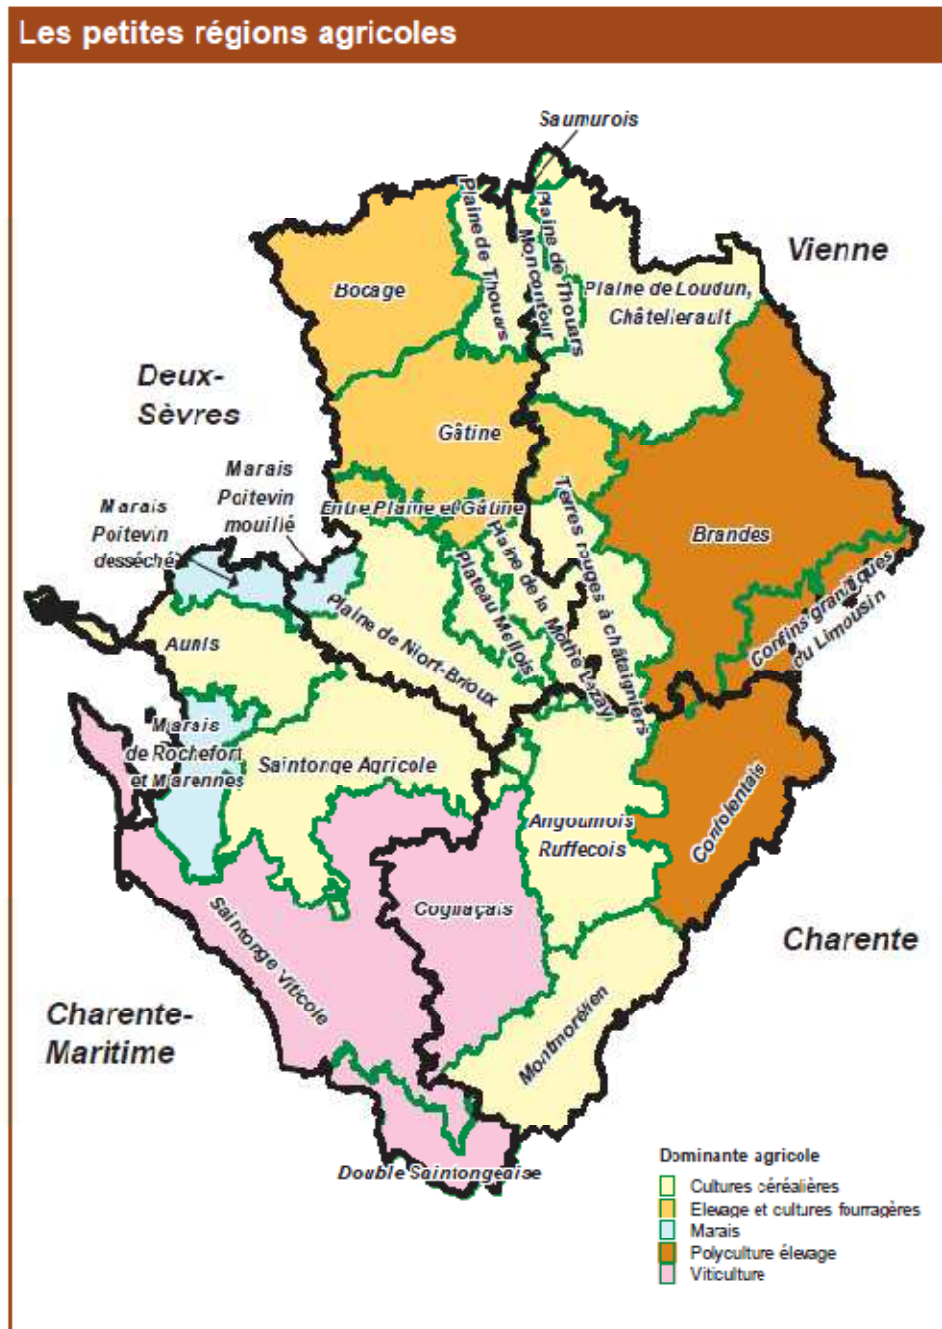 Les petites régions agricoles
Saumurois
Vienne
Plaine de Thouars
Moncontour
Plaine de Thouars
Bocage
Plaine de Loudun,
Châtellerault
Deux-
Sèvres
Gâtine
Marais
Poitevin
mouillé
Marais
Poitevin
desséché
Entre Plaine et Gâtine
Terres rouges à châtaigniers
Brandes
Plaine de la Mothe Lezay
Plateau Mellois
Plaine de Niort-Brioux
Confins granitiques
du Limousin
Aunis
Marais
de Rochefort
et Marennes
Saintonge Agricole
Angoumois
Ruffecois
Confolentais
Cognaçais
Saintonge Viticole
Charente
Charente-
Maritime
Montmorélien
Double Saintongeaise
Dominante agricole
Cultures céréalières
Elevage et cultures fourragères
Marais
Polyculture élevage
Viticulture